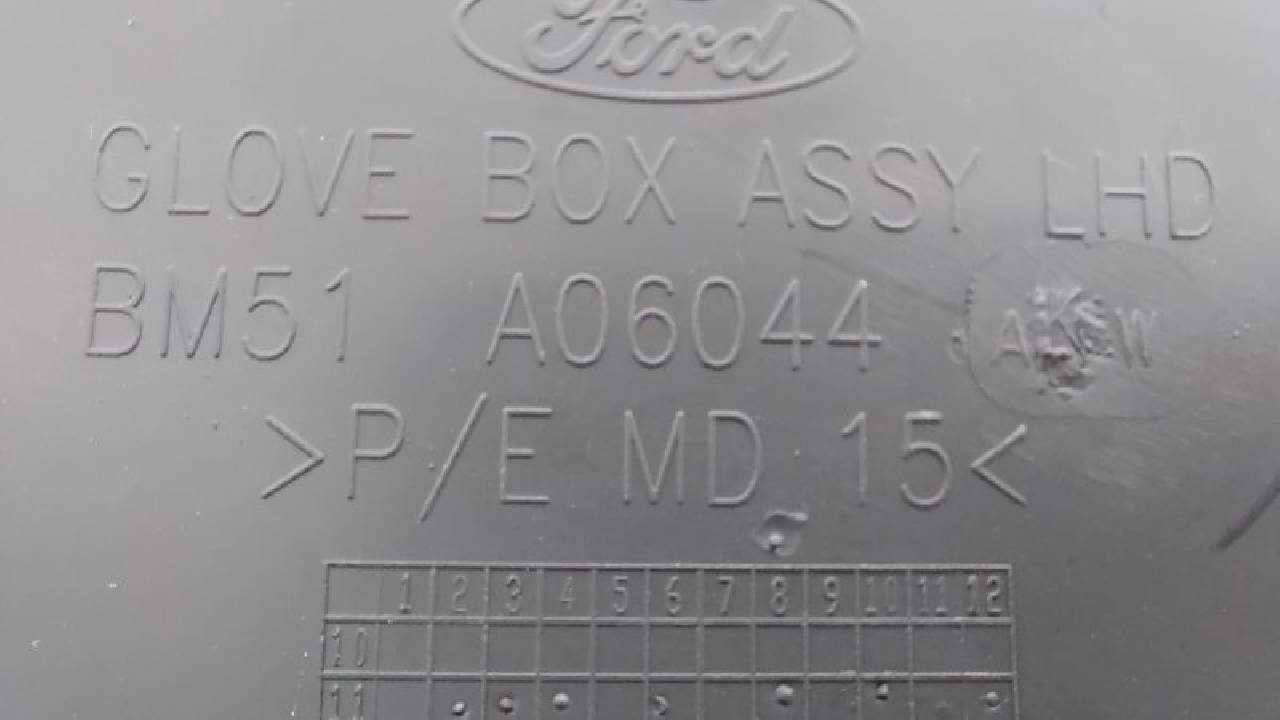 Ford
GLOVE BOX ASSY LHD
BM51 A06044
>P/E MD 15<
1 2 3 4 5 6 7 8 9 10 11 12
10
11